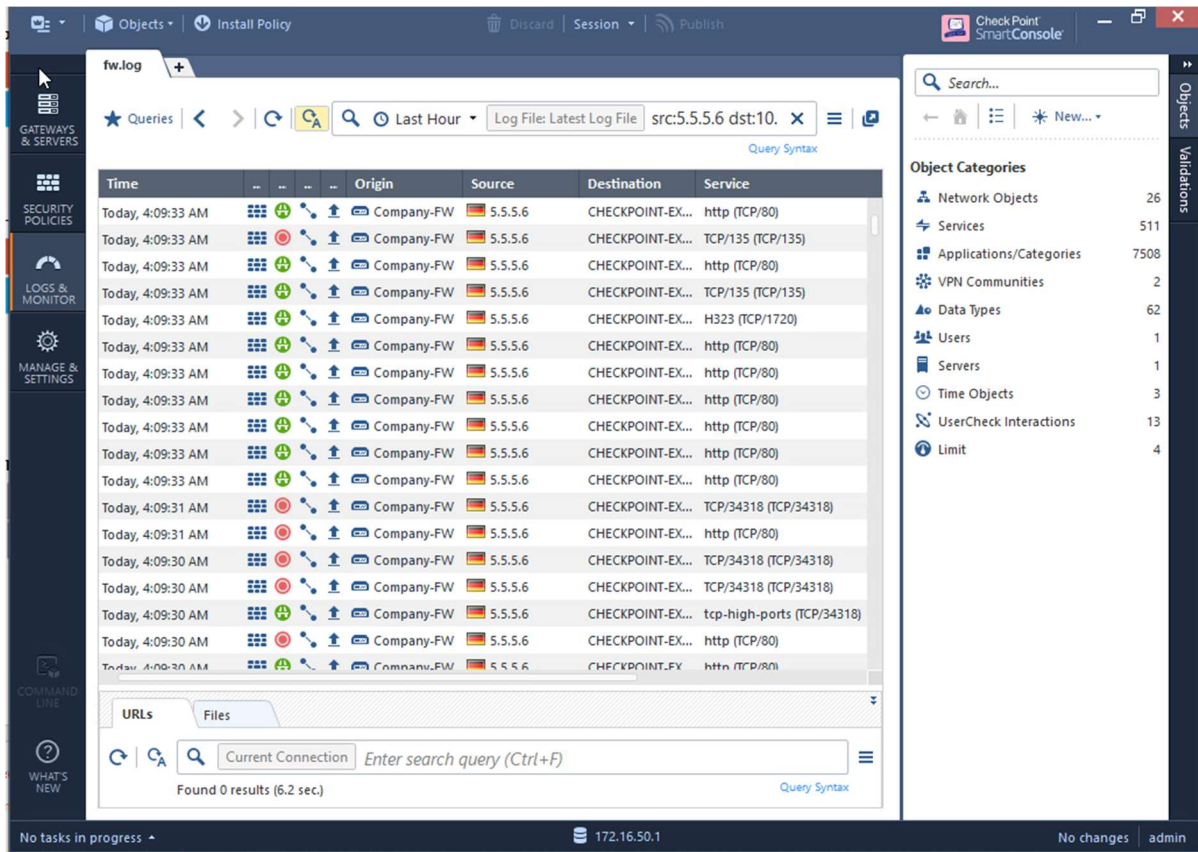 Objects Install Policy Discard Session Publish Check Point SmartConsole
fw.log +
GATEWAYS & SERVERS
SECURITY POLICIES
LOGS & MONITOR
MANAGE & SETTINGS
COMMAND LINE
WHAT'S NEW
Queries Last Hour Log File: Latest Log File src:5.5.5.6 dst:10.
Query Syntax
Time .. .. .. .. Origin Source Destination Service
Today, 4:09:33 AM Company-FW 5.5.5.6 CHECKPOINT-EX... http (TCP/80)
Today, 4:09:33 AM Company-FW 5.5.5.6 CHECKPOINT-EX... TCP/135 (TCP/135)
Today, 4:09:33 AM Company-FW 5.5.5.6 CHECKPOINT-EX... http (TCP/80)
Today, 4:09:33 AM Company-FW 5.5.5.6 CHECKPOINT-EX... TCP/135 (TCP/135)
Today, 4:09:33 AM Company-FW 5.5.5.6 CHECKPOINT-EX... H323 (TCP/1720)
Today, 4:09:33 AM Company-FW 5.5.5.6 CHECKPOINT-EX... http (TCP/80)
Today, 4:09:33 AM Company-FW 5.5.5.6 CHECKPOINT-EX... http (TCP/80)
Today, 4:09:33 AM Company-FW 5.5.5.6 CHECKPOINT-EX... http (TCP/80)
Today, 4:09:33 AM Company-FW 5.5.5.6 CHECKPOINT-EX... http (TCP/80)
Today, 4:09:33 AM Company-FW 5.5.5.6 CHECKPOINT-EX... http (TCP/80)
Today, 4:09:33 AM Company-FW 5.5.5.6 CHECKPOINT-EX... http (TCP/80)
Today, 4:09:31 AM Company-FW 5.5.5.6 CHECKPOINT-EX... TCP/34318 (TCP/34318)
Today, 4:09:31 AM Company-FW 5.5.5.6 CHECKPOINT-EX... http (TCP/80)
Today, 4:09:30 AM Company-FW 5.5.5.6 CHECKPOINT-EX... TCP/34318 (TCP/34318)
Today, 4:09:30 AM Company-FW 5.5.5.6 CHECKPOINT-EX... TCP/34318 (TCP/34318)
Today, 4:09:30 AM Company-FW 5.5.5.6 CHECKPOINT-EX... tcp-high-ports (TCP/34318)
Today, 4:09:30 AM Company-FW 5.5.5.6 CHECKPOINT-EX... http (TCP/80)
Today, 4:09:30 AM Company-FW 5.5.5.6 CHECKPOINT-EX... http (TCP/80)
URLs Files
Current Connection Enter search query (Ctrl+F)
Found 0 results (6.2 sec.) Query Syntax
Search...
New...
Object Categories
Network Objects 26
Services 511
Applications/Categories 7508
VPN Communities 2
Data Types 62
Users 1
Servers 1
Time Objects 3
UserCheck Interactions 13
Limit 4
Objects
Validations
No tasks in progress 172.16.50.1 No changes admin